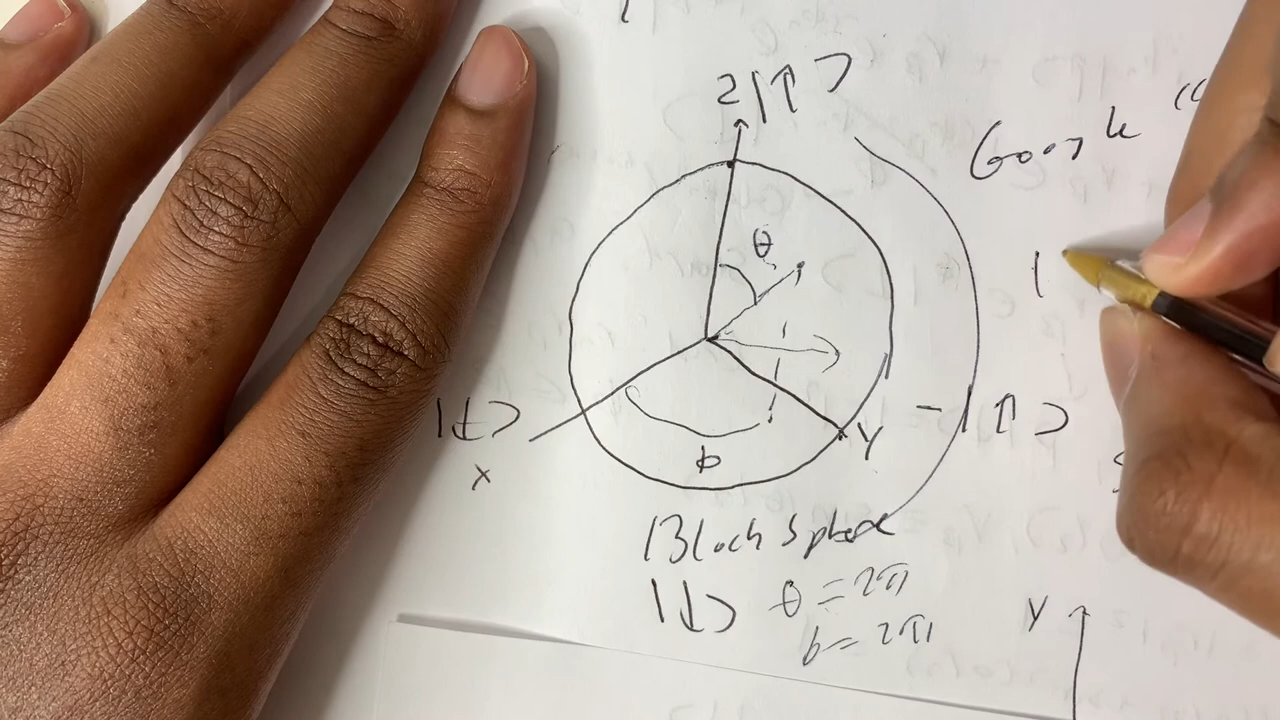 z |↑⟩
Google
θ
|
|↓⟩
- |↑⟩
x
ϕ
y
Bloch Sphere
|↓⟩ θ = 2π
ϕ = 2π
y